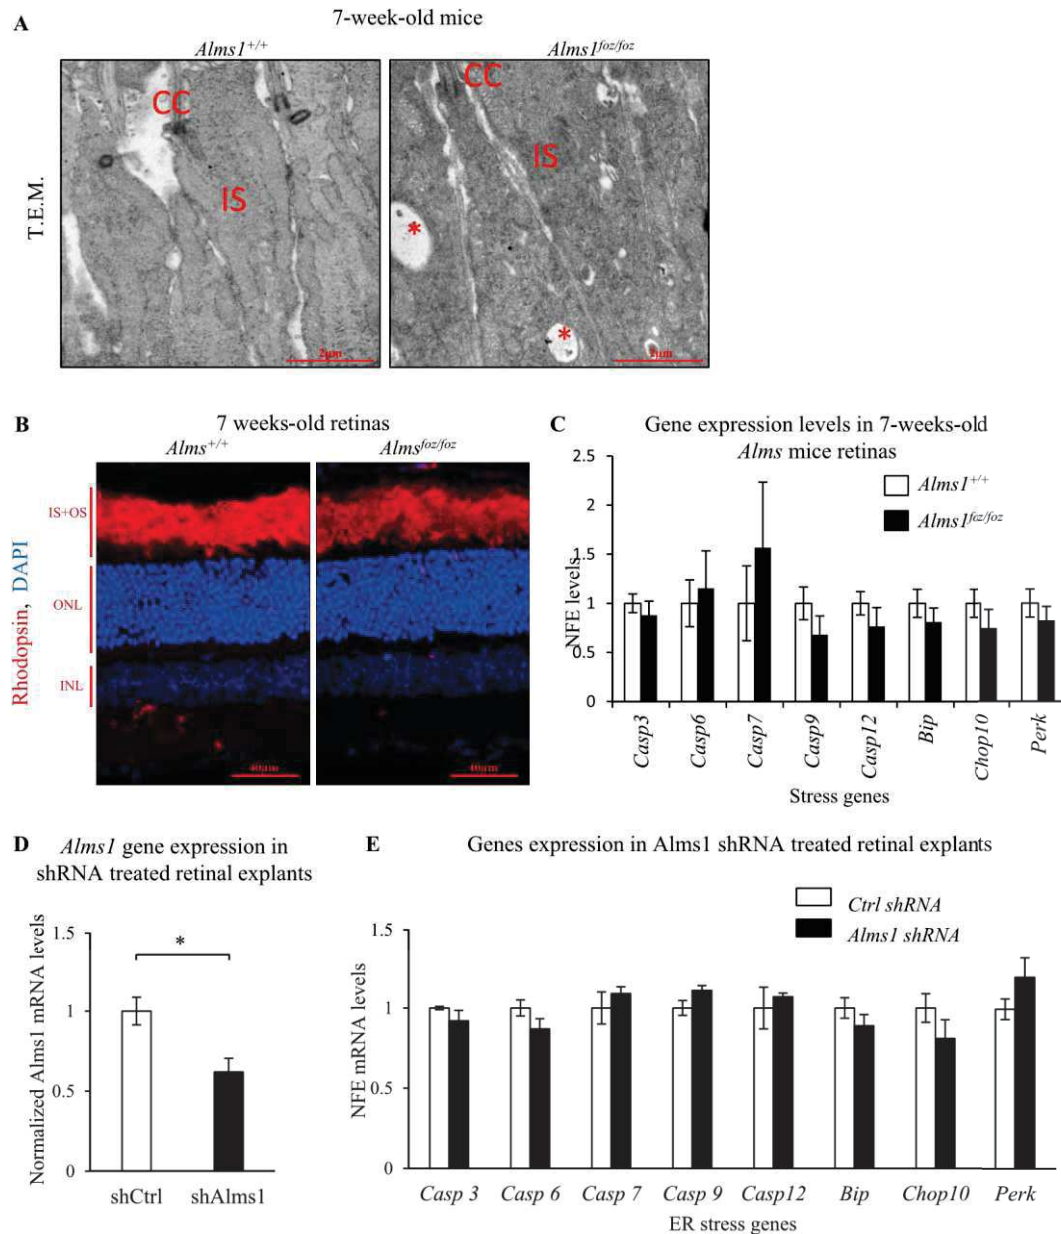 A
7-week-old mice
Alms1+/+
Alms1foz/foz
T.E.M.
CC
IS
2µm
CC
IS
*
*
2µm
B
7 weeks-old retinas
Alms+/+
Almsfoz/foz
Rhodopsin, DAPI
IS+OS
ONL
INL
40µm
40µm
C
Gene expression levels in 7-weeks-old
Alms mice retinas
Alms1+/+
Alms1foz/foz
NFE levels
2.5
2
1.5
1
0.5
0
Casp3
Casp6
Casp7
Casp9
Casp12
Bip
Chop10
Perk
Stress genes
D
Alms1 gene expression in
shRNA treated retinal explants
Normalized Alms1 mRNA levels
1.5
1
0.5
0
*
shCtrl
shAlms1
E
Genes expression in Alms1 shRNA treated retinal explants
Ctrl shRNA
Alms1 shRNA
NFE mRNA levels
1.5
1
0.5
0
Casp 3
Casp 6
Casp 7
Casp 9
Casp12
Bip
Chop10
Perk
ER stress genes